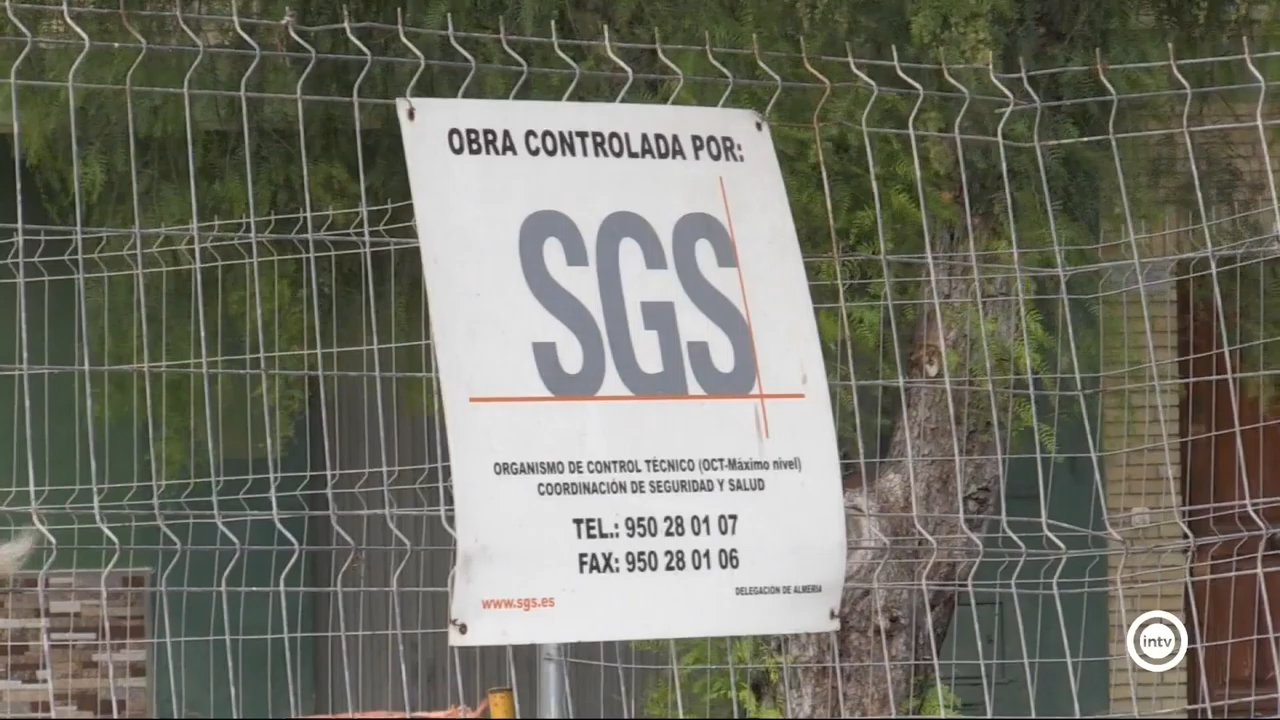 OBRA CONTROLADA POR:
SGS
ORGANISMO DE CONTROL TÉCNICO (OCT-Máximo nivel)
COORDINACIÓN DE SEGURIDAD Y SALUD
TEL.: 950 28 01 07
FAX: 950 28 01 06
DELEGACIÓN DE ALMERIA
www.sgs.es
intv